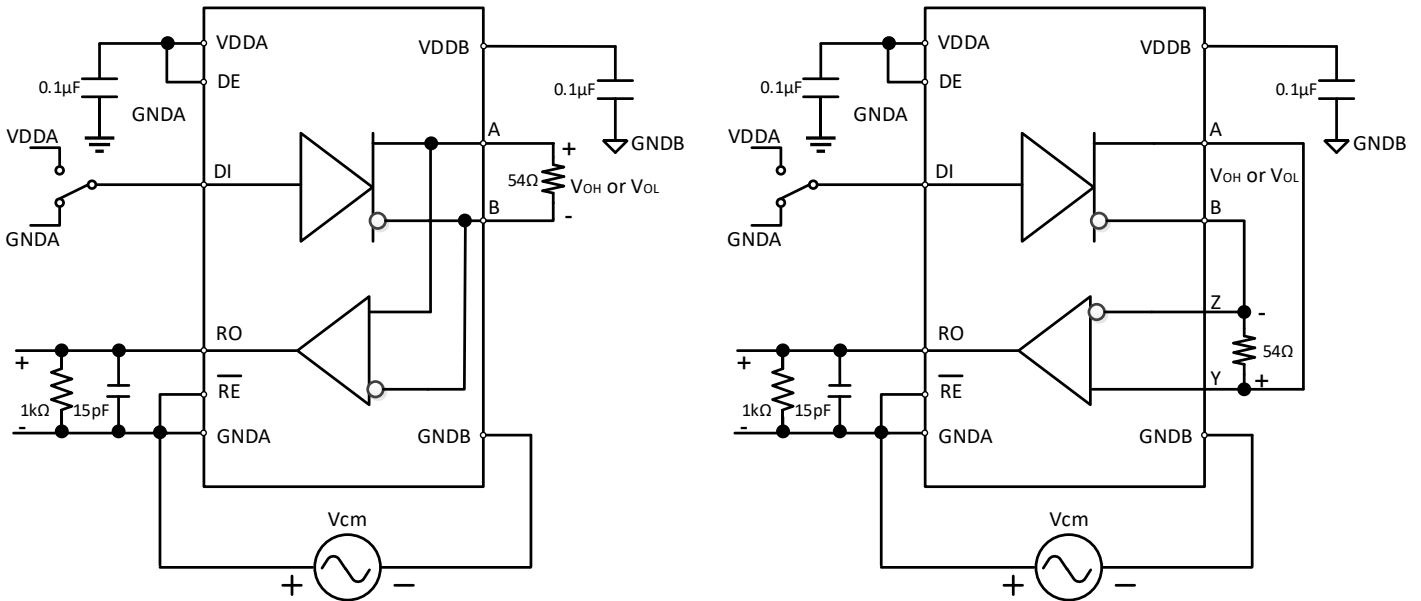 VDDA
VDDB
0.1µF
DE
0.1µF
GNDA
VDDA
A
GNDB
+
DI
54Ω
VOH or VOL
B
-
GNDA
RO
+
RE
1kΩ
15pF
-
GNDA
GNDB
Vcm
+
−
VDDA
VDDB
0.1µF
DE
0.1µF
GNDA
VDDA
A
GNDB
DI
VOH or VOL
B
GNDA
Z
-
RO
54Ω
+
Y
+
RE
1kΩ
15pF
-
GNDA
GNDB
Vcm
+
−